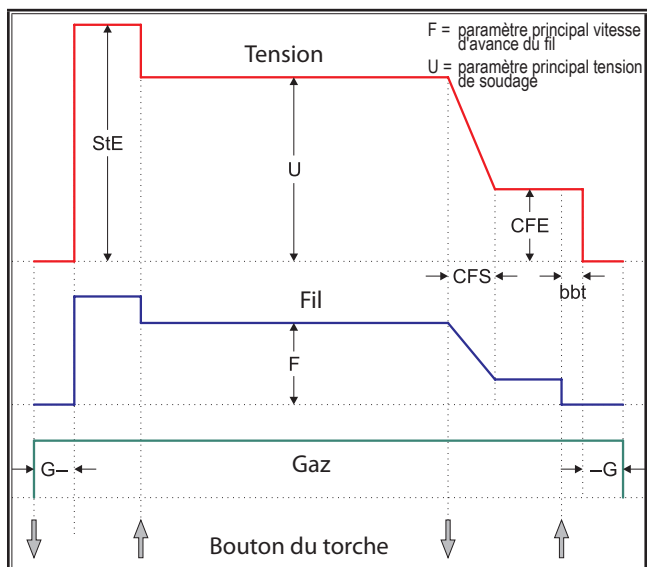 F = paramètre principal vitesse
d'avance du fil
U = paramètre principal tension
de soudage
Tension
StE
U
CFE
CFS
bbt
Fil
F
Gaz
G–
–G
Bouton du torche